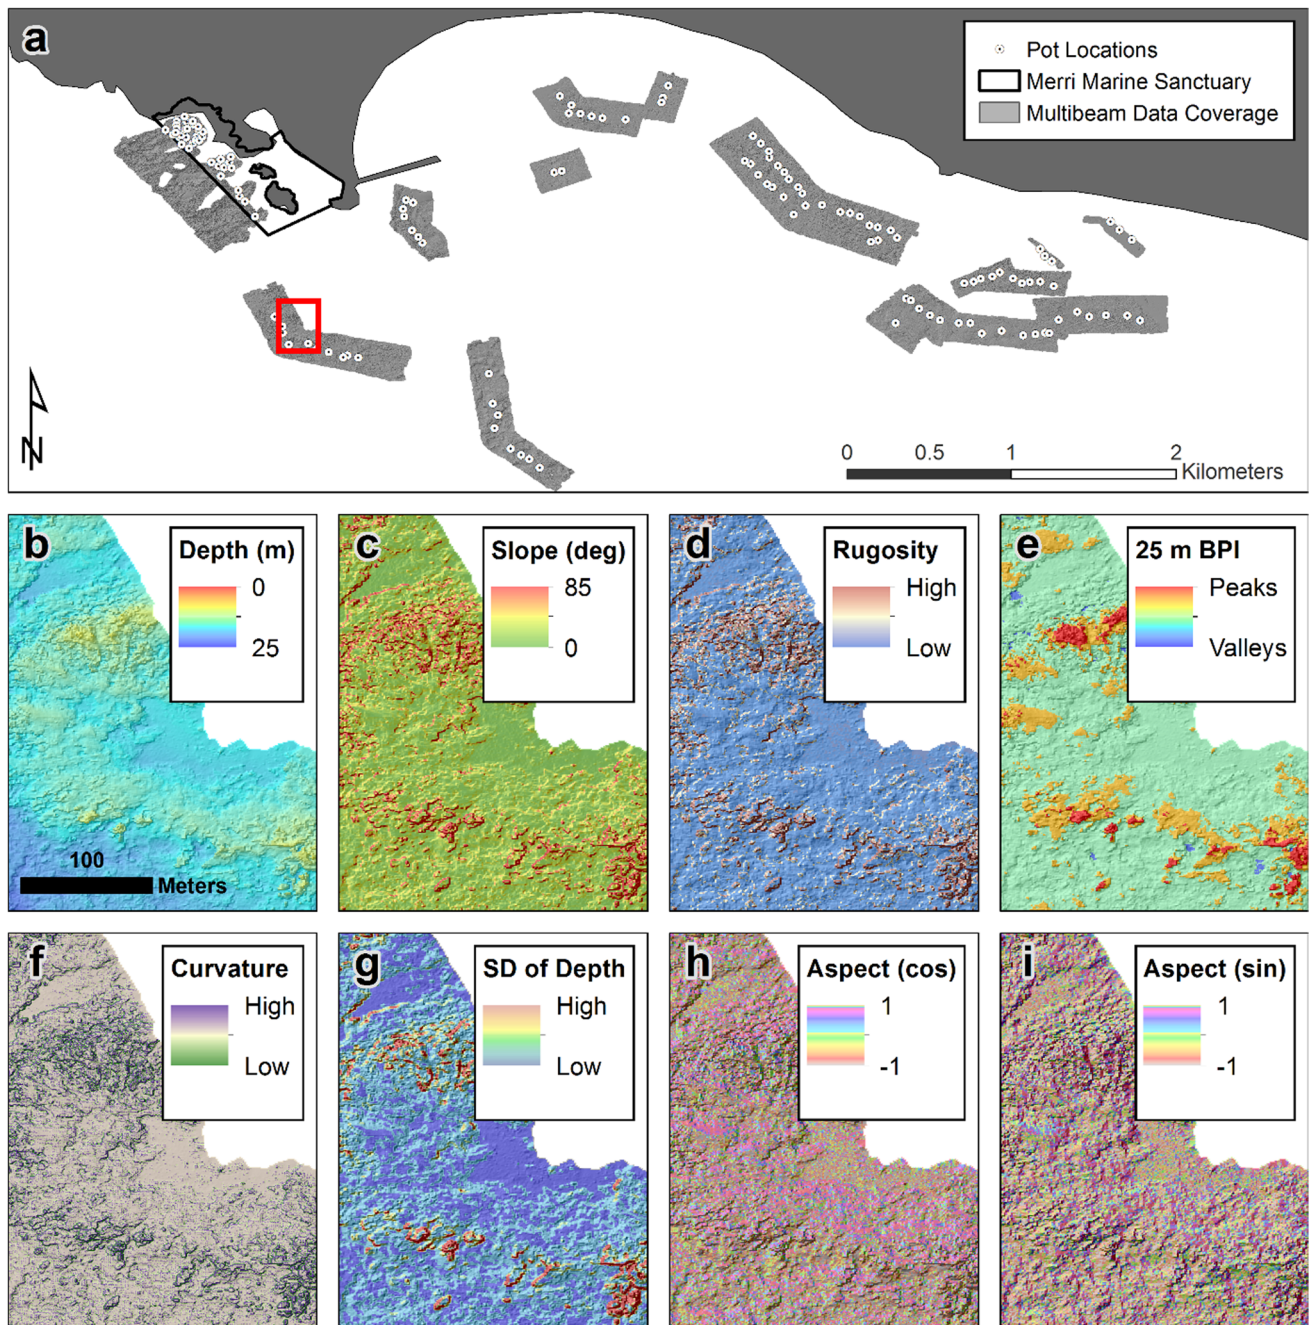 a
Pot Locations
Merri Marine Sanctuary
Multibeam Data Coverage
N
0 0.5 1 2
Kilometers
b
Depth (m)
0
25
100
Meters
c
Slope (deg)
85
0
d
Rugosity
High
Low
e
25 m BPI
Peaks
Valleys
f
Curvature
High
Low
g
SD of Depth
High
Low
h
Aspect (cos)
1
-1
i
Aspect (sin)
1
-1